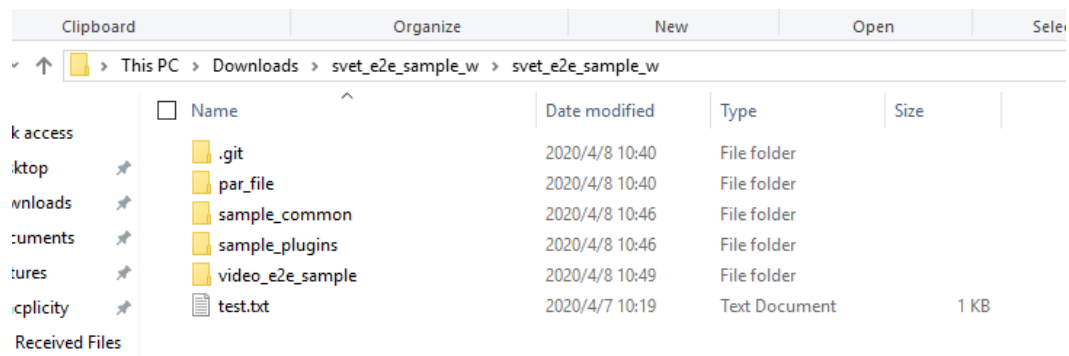 Clipboard Organize New Open Sele
This PC > Downloads > svet_e2e_sample_w > svet_e2e_sample_w
Name Date modified Type Size
k access
.git 2020/4/8 10:40 File folder
sktop
par_file 2020/4/8 10:40 File folder
wnloads
sample_common 2020/4/8 10:46 File folder
cuments
sample_plugins 2020/4/8 10:46 File folder
tures
video_e2e_sample 2020/4/8 10:49 File folder
cplicity
test.txt 2020/4/7 10:19 Text Document 1 KB
Received Files